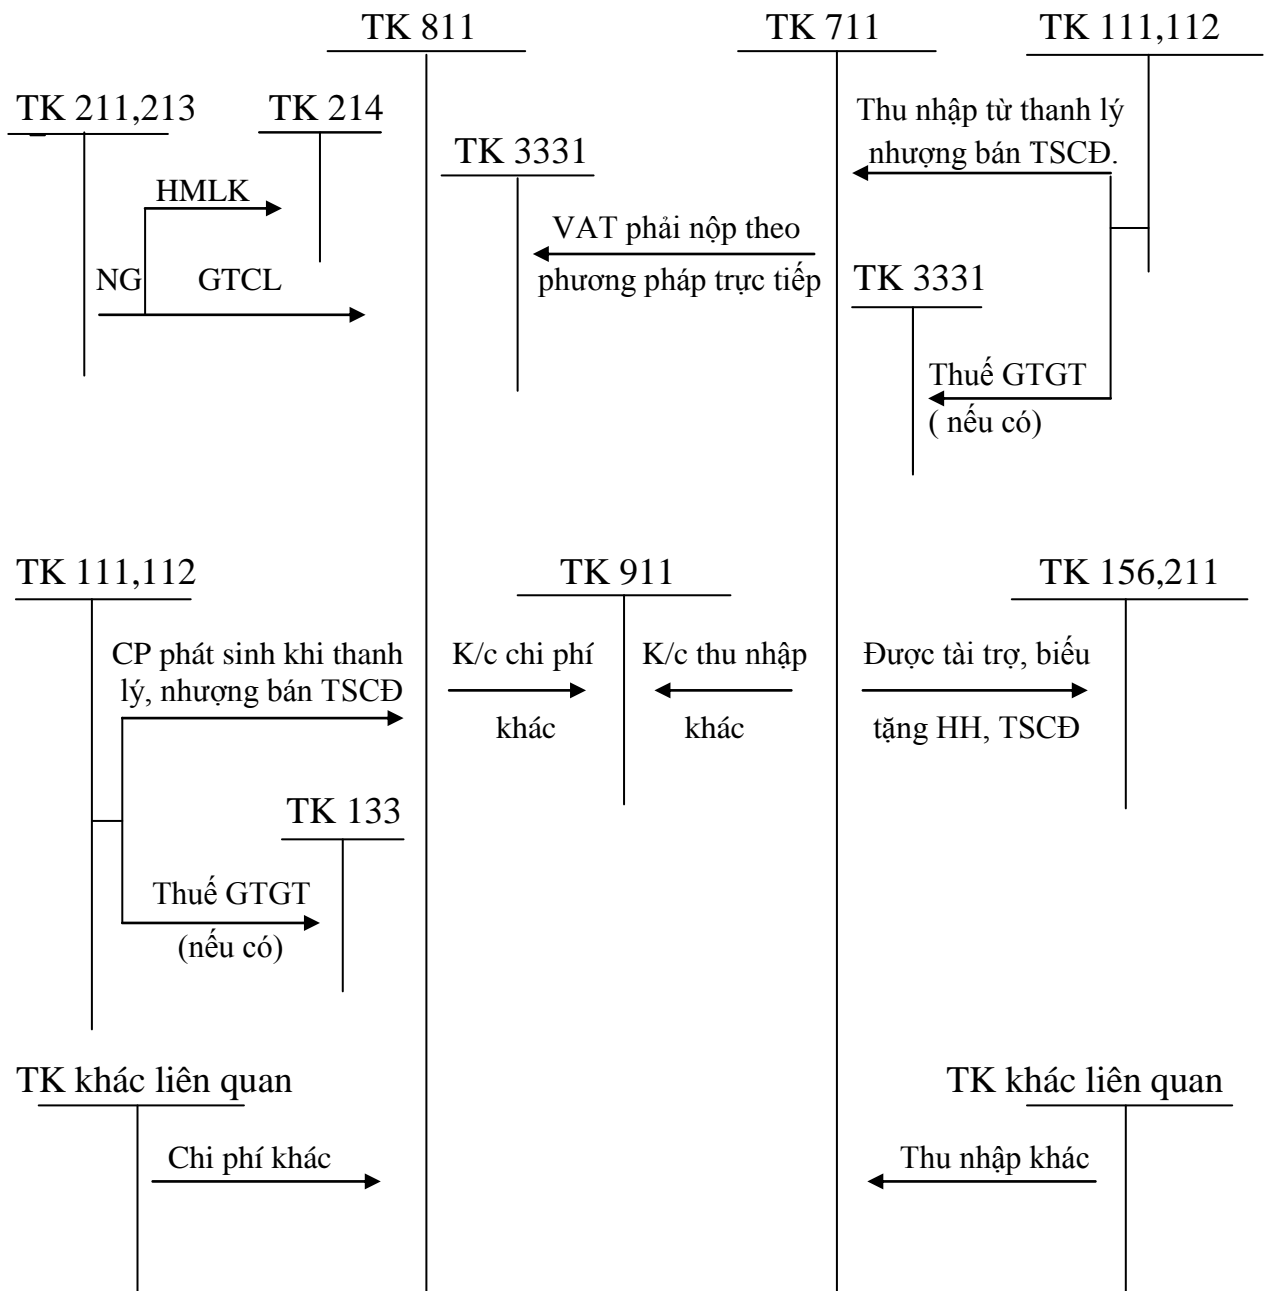 TK 811
TK 711
TK 111,112
TK 211,213
TK 214
TK 3331
Thu nhập từ thanh lý
nhượng bán TSCĐ.
HMLK
NG
GTCL
VAT phải nộp theo
phương pháp trực tiếp
TK 3331
Thuế GTGT
( nếu có)
TK 111,112
TK 911
TK 156,211
CP phát sinh khi thanh
lý, nhượng bán TSCĐ
K/c chi phí
khác
K/c thu nhập
khác
Được tài trợ, biếu
tặng HH, TSCĐ
TK 133
Thuế GTGT
(nếu có)
TK khác liên quan
TK khác liên quan
Chi phí khác
Thu nhập khác